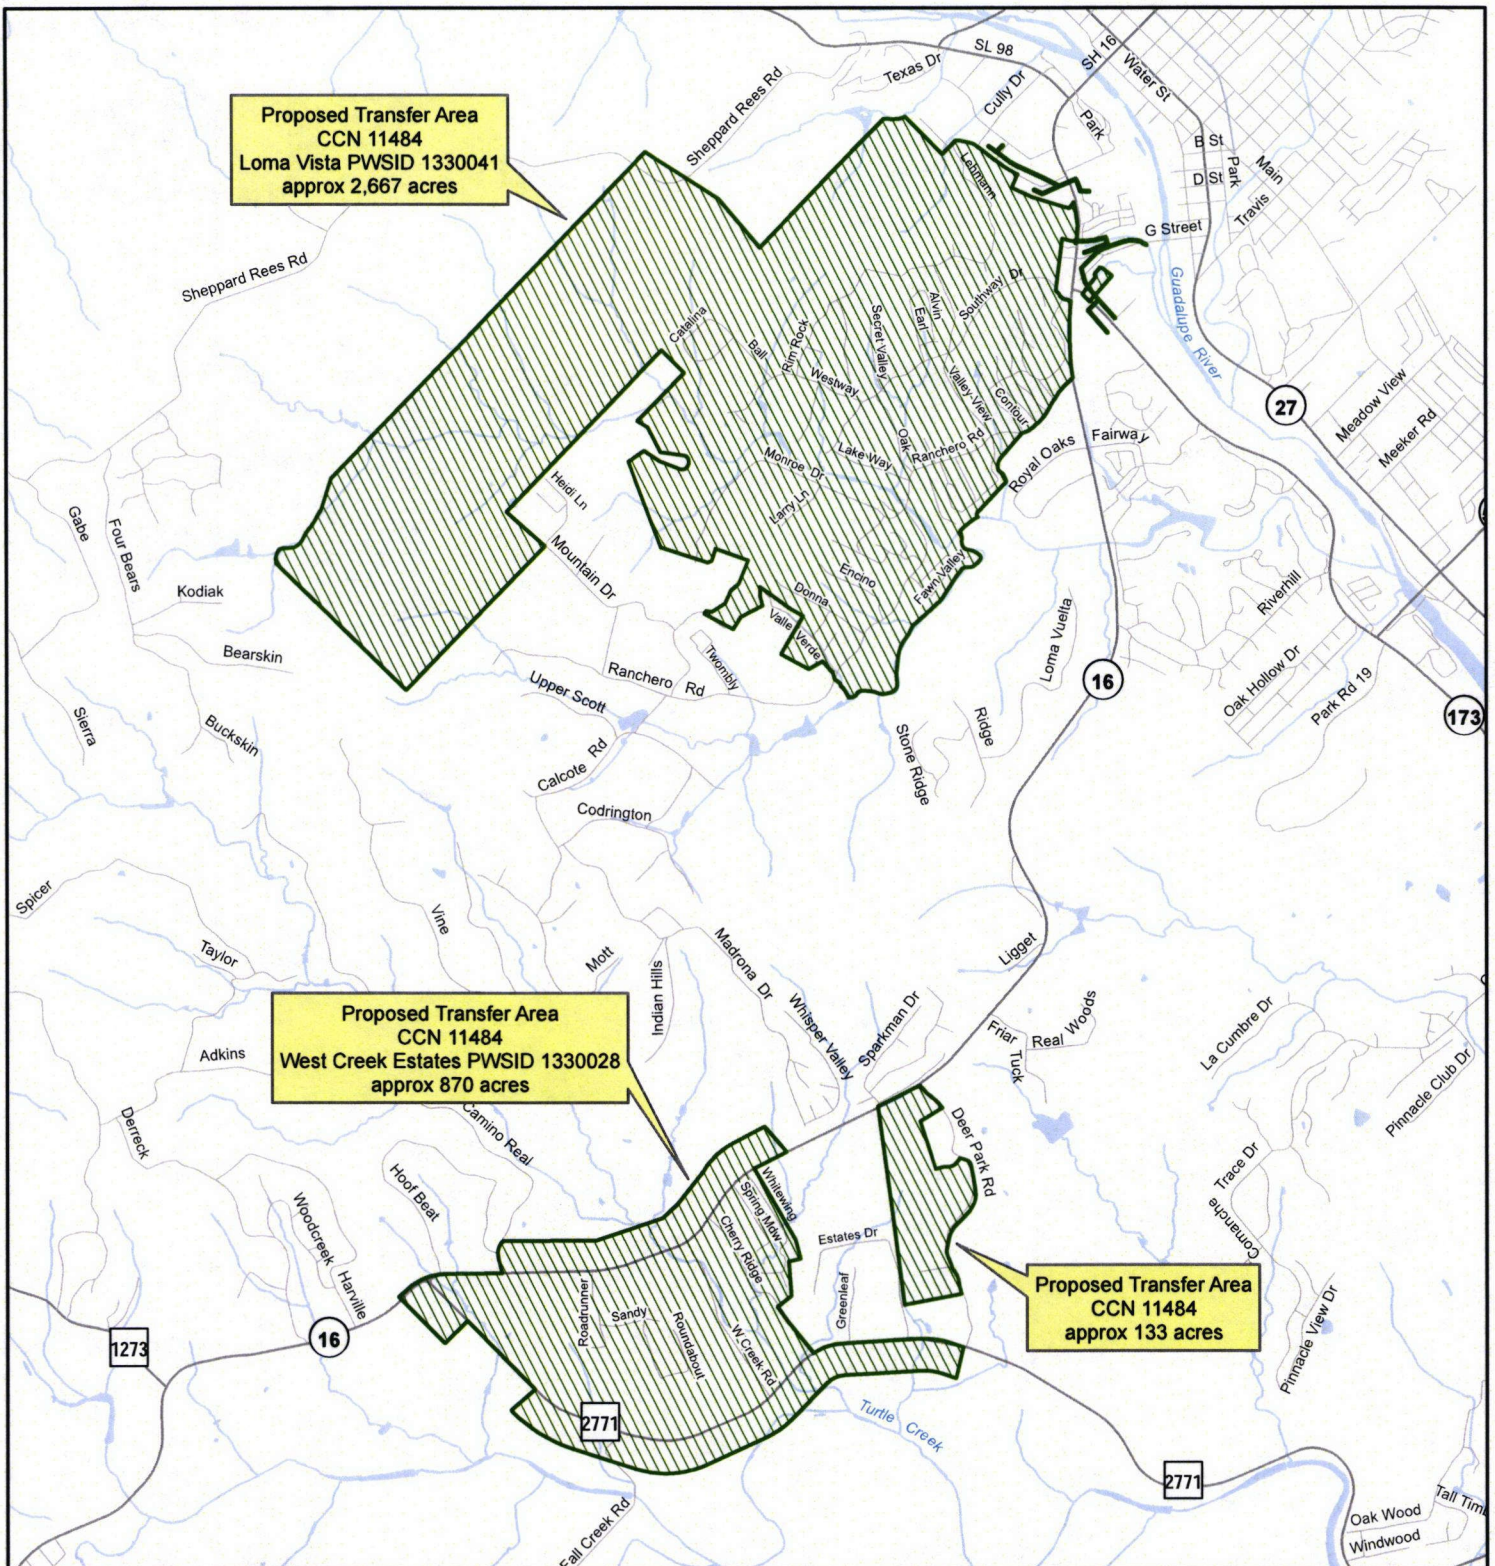 SL 98
SH 16
Water St
Texas Dr
Cully Dr
Park
Sheppard Rees Rd
Proposed Transfer Area
CCN 11484
Loma Vista PWSID 1330041
approx 2,667 acres
B St
D St
Park
Main
Travis
Lehmann
G Street
Sheppard Rees Rd
Guadalupe River
Catalina
Ball
Rim Rock
Westway
Secret Valley
Earl
Alvin
Southway Dr
Valley View
Contour
27
Meadow View
Meeker Rd
Oak
Ranchero Rd
Lake Way
Monroe Dr
Larry Ln
Royal Oaks
Fairway
Heidi Ln
Gabe
Four Bears
Kodiak
Mountain Dr
Encino
Donna
Fawn Valley
Valle Verde
Riverhill
Bearskin
Loma Vuelta
Twombly
Ranchero Rd
Upper Scott
16
Oak Hollow Dr
Park Rd 19
173
Sierra
Buckskin
Ridge
Stone Ridge
Calcote Rd
Codrington
Spicer
Vine
Taylor
Mott
Indian Hills
Madrona Dr
Ligget
Whisper Valley
Sparkman Dr
Friar Tuck
Real Woods
La Cumbre Dr
Pinnacle Club Dr
Proposed Transfer Area
CCN 11484
West Creek Estates PWSID 1330028
approx 870 acres
Adkins
Derreck
Camino Real
Hoof Beat
Deer Park Rd
Comanche Trace Dr
Woodcreek
Harville
Whitewing
Spring Mdw
Cherry Ridge
Estates Dr
Greenleaf
Proposed Transfer Area
CCN 11484
approx 133 acres
Pinnacle View Dr
1273
16
Roadrunner
Sandy
Roundabout
W Creek Rd
2771
Turtle Creek
2771
Fall Creek Rd
Oak Wood
Windwood
Tall Tim